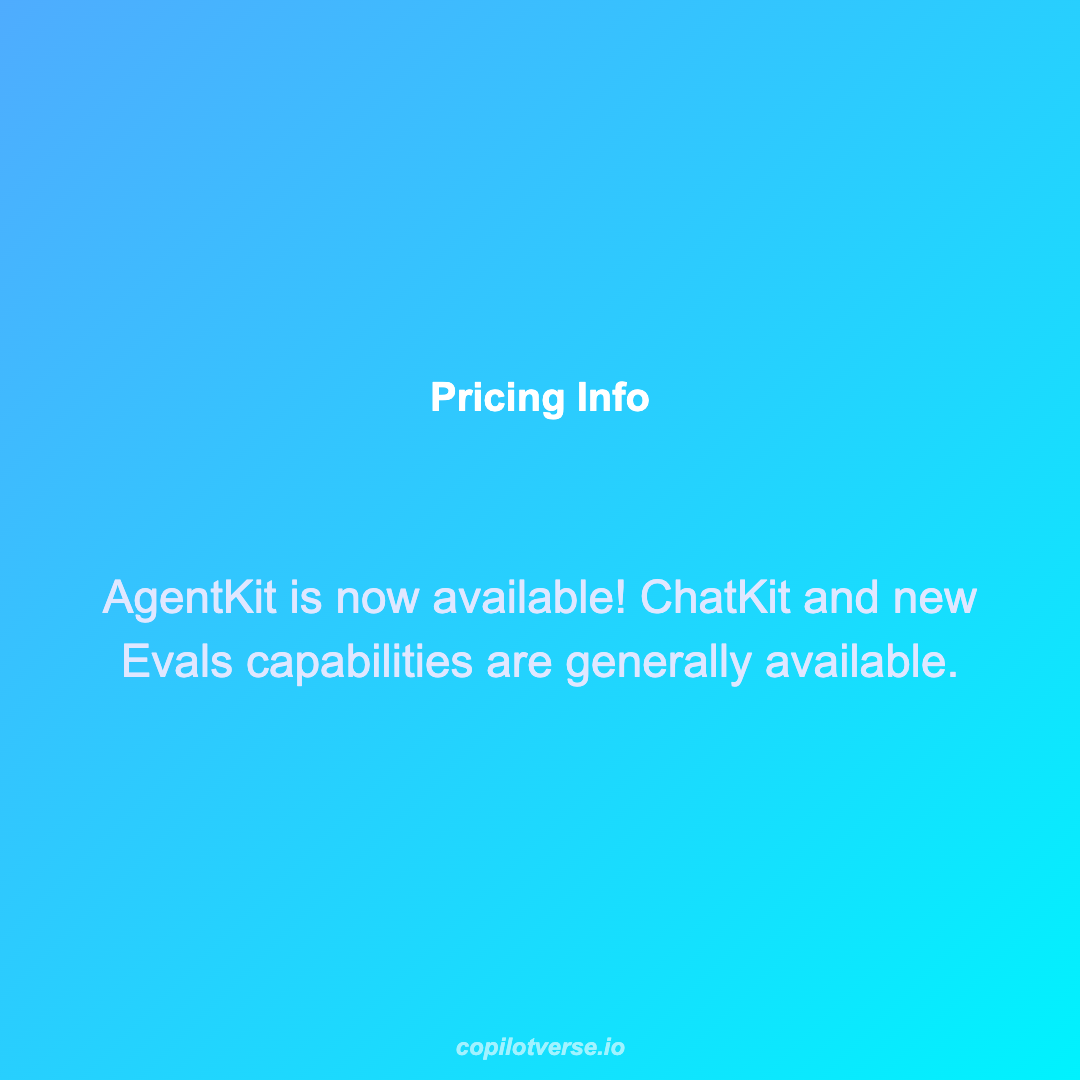 Pricing Info
AgentKit is now available! ChatKit and new
Evals capabilities are generally available.
copilotverse.io